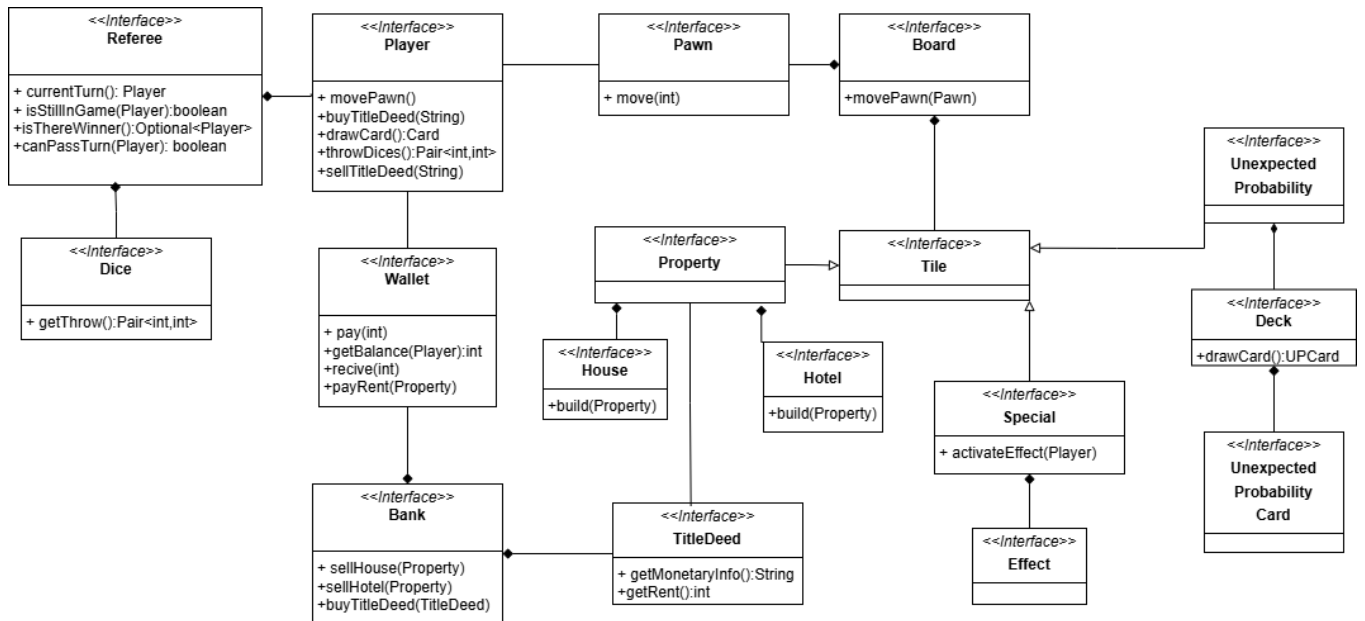 <<Interface>>
Referee
+ currentTurn(): Player
+ isStillInGame(Player):boolean
+isThereWinner():Optional<Player>
+canPassTurn(Player): boolean
<<Interface>>
Player
+ movePawn()
+buyTitleDeed(String)
+drawCard():Card
+throwDices():Pair<int,int>
+sellTitleDeed(String)
<<Interface>>
Pawn
+ move(int)
<<Interface>>
Board
+movePawn(Pawn)
<<Interface>>
Unexpected
Probability
<<Interface>>
Dice
+ getThrow():Pair<int,int>
<<Interface>>
Wallet
+ pay(int)
+getBalance(Player):int
+recive(int)
+payRent(Property)
<<Interface>>
Property
<<Interface>>
Tile
<<Interface>>
House
+build(Property)
<<Interface>>
Hotel
+build(Property)
<<Interface>>
Deck
+drawCard():UPCard
<<Interface>>
Special
+ activateEffect(Player)
<<Interface>>
Unexpected
Probability
Card
<<Interface>>
Bank
+ sellHouse(Property)
+sellHotel(Property)
+buyTitleDeed(TitleDeed)
<<Interface>>
TitleDeed
+ getMonetaryInfo():String
+getRent():int
<<Interface>>
Effect